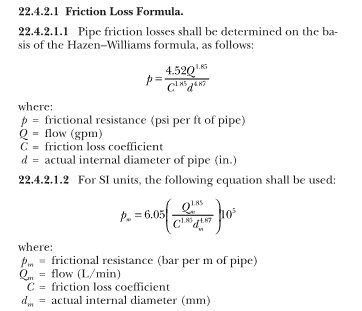 22.4.2.1 Friction Loss Formula.
22.4.2.1.1 Pipe friction losses shall be determined on the ba-
sis of the Hazen–Williams formula, as follows:
p = 4.52Q^1.85 / C^1.85 d^4.87
where:
p = frictional resistance (psi per ft of pipe)
Q = flow (gpm)
C = friction loss coefficient
d = actual internal diameter of pipe (in.)
22.4.2.1.2 For SI units, the following equation shall be used:
p_m = 6.05 ( Q_m^1.85 / C^1.85 d_m^4.87 ) 10^5
where:
p_m = frictional resistance (bar per m of pipe)
Q_m = flow (L/min)
C = friction loss coefficient
d_m = actual internal diameter (mm)